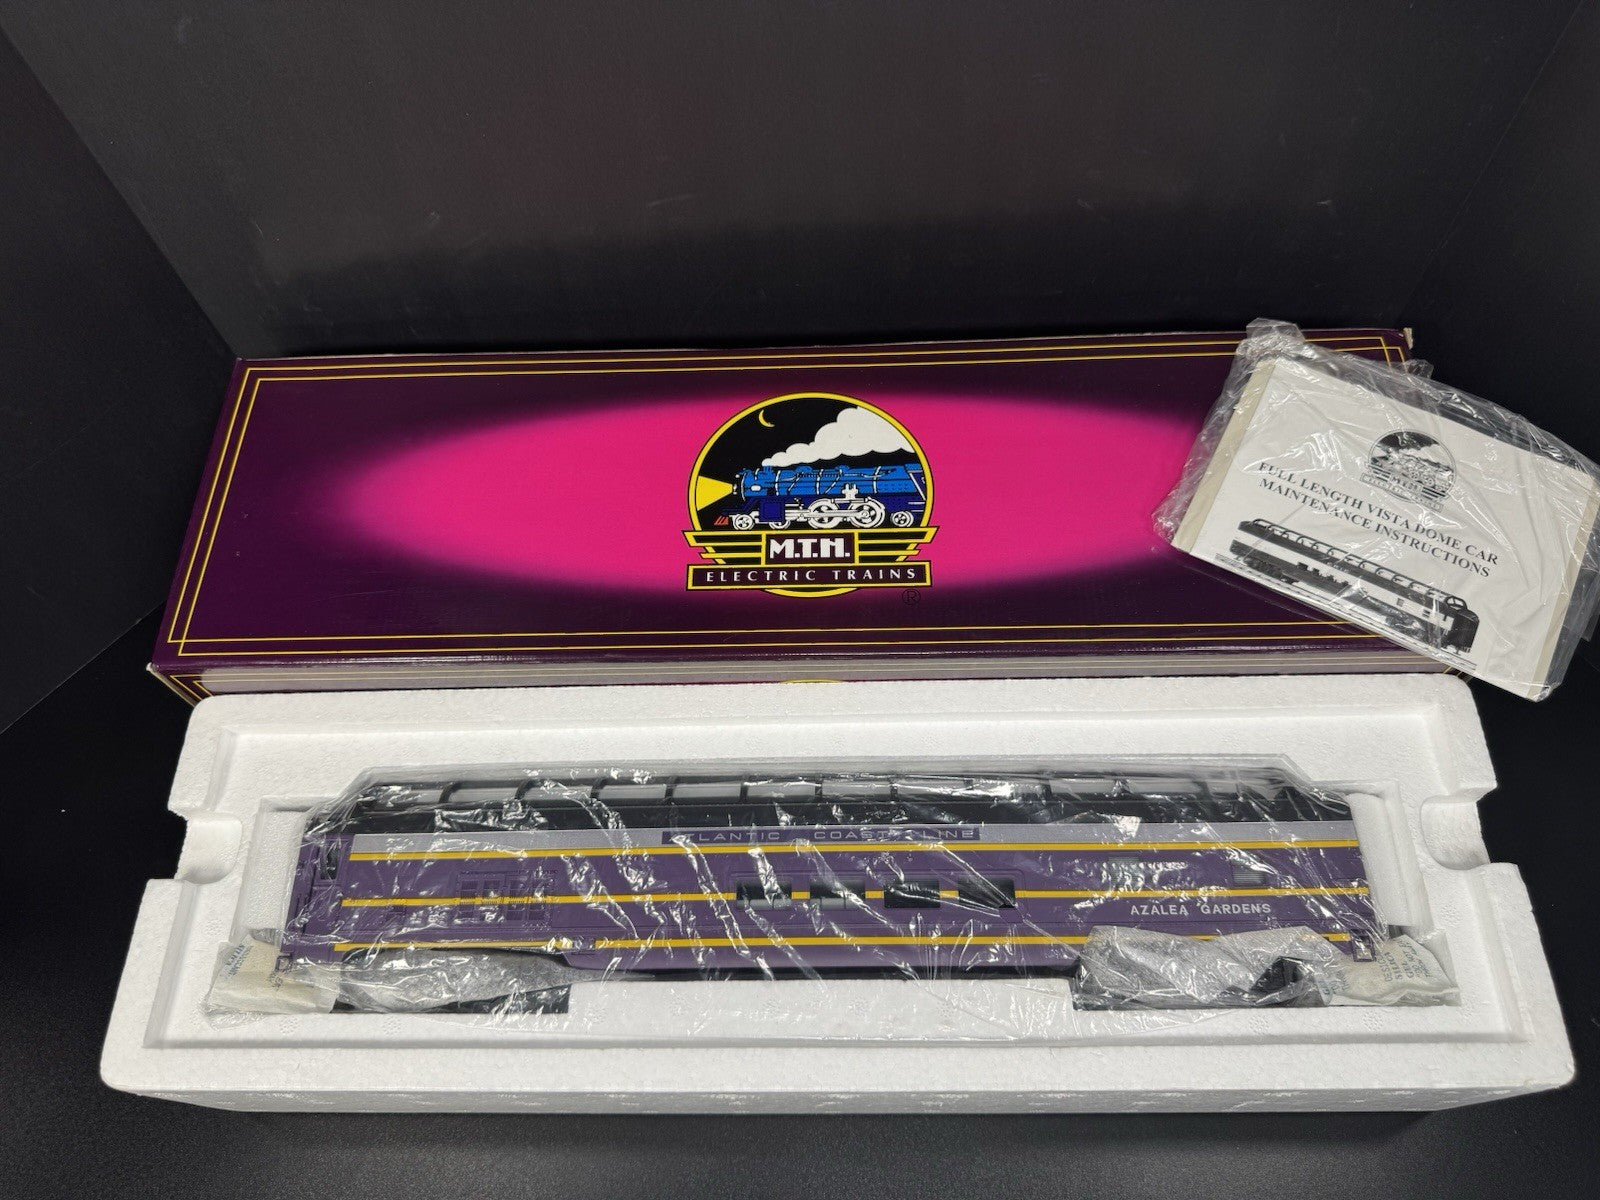 M.T.H.
ELECTRIC TRAINS
®
FULL LENGTH VISTA DOME CAR
MAINTENANCE INSTRUCTIONS
ATLANTIC COAST LINE
AZALEA GARDENS